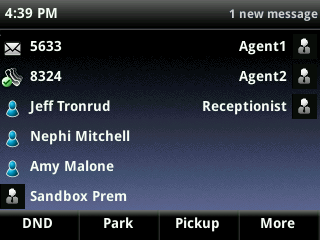 4:39 PM 1 new message
5633 Agent1
8324 Agent2
Jeff Tronrud Receptionist
Nephi Mitchell
Amy Malone
Sandbox Prem
DND Park Pickup More